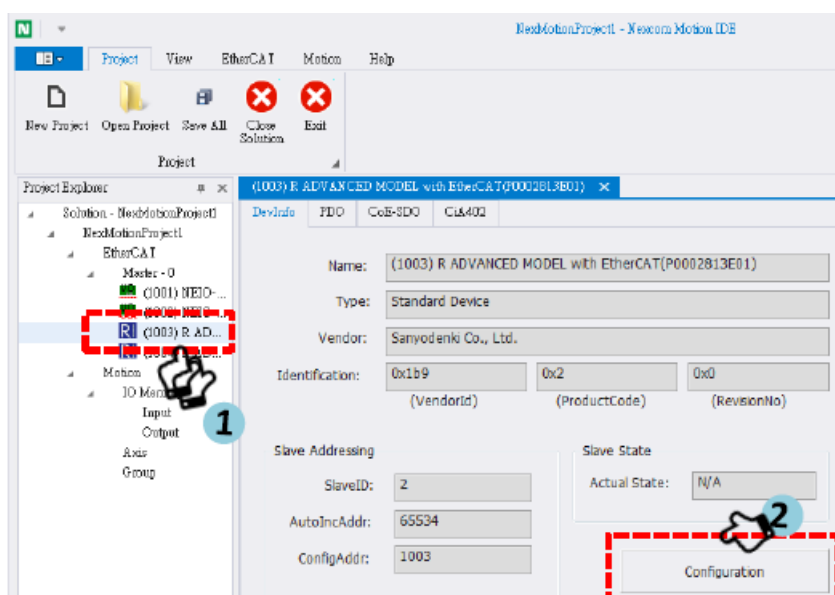 NexMotionProject1 - Nexcom Motion IDE
Project View EtherCAT Motion Help
New Project Open Project Save All Close Solution Exit
Project
Project Explorer
(1003) R ADVANCED MODEL with EtherCAT(P0002813E01)
Solution - NexMotionProject1
DevInfo PDO CoE-SDO CiA402
NexMotionProject1
EtherCAT
Master - 0
(1001) NEIO-...
(1003) R AD...
Motion
Input
Output
Axis
Group
1
Name: (1003) R ADVANCED MODEL with EtherCAT(P0002813E01)
Type: Standard Device
Vendor: Sanyodenki Co., Ltd.
Identification: 0x1b9 0x2 0x0
(VendorId) (ProductCode) (RevisionNo)
Slave Addressing
SlaveID: 2
AutoIncAddr: 65534
ConfigAddr: 1003
Slave State
Actual State: N/A
2
Configuration